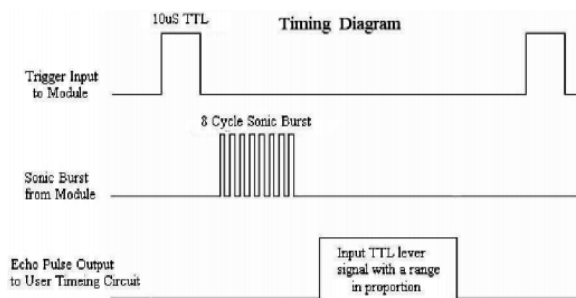 10uS TTL
Timing Diagram
Trigger Input
to Module
8 Cycle Sonic Burst
Sonic Burst
from Module
Input TTL lever
signal with a range
in proportion
Echo Pulse Output
to User Timeing Circuit